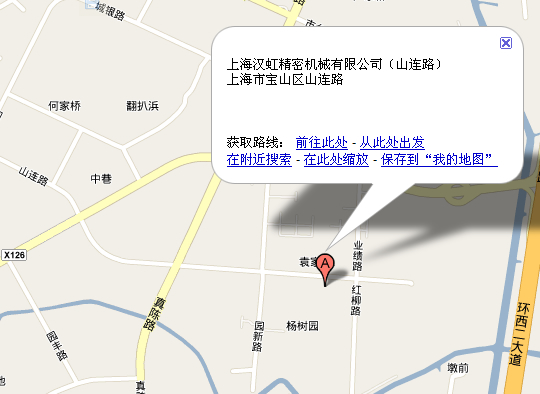 城银路
上海汉虹精密机械有限公司（山连路）
上海市宝山区山连路
获取路线： 前往此处 - 从此处出发
在附近搜索 - 在此处缩放 - 保存到“我的地图”
何家桥
翻扒浜
山连路
中巷
X126
业绩路
A
红柳路
真陈路
园新路
杨树园
环西二大道
园丰路
墩前
真陈路